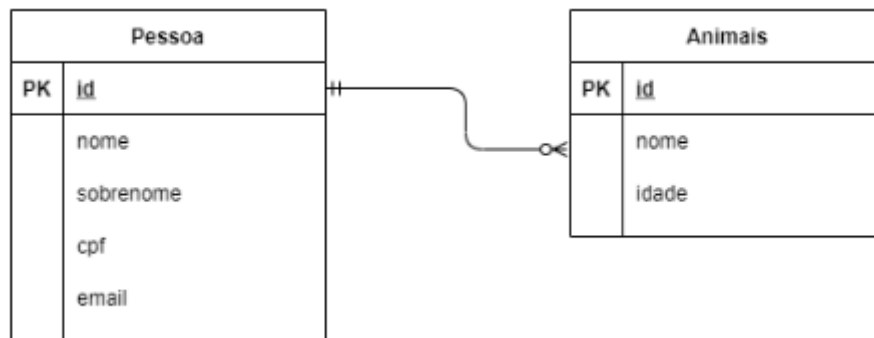 Pessoa
PK id
nome
sobrenome
cpf
email
Animais
PK id
nome
idade